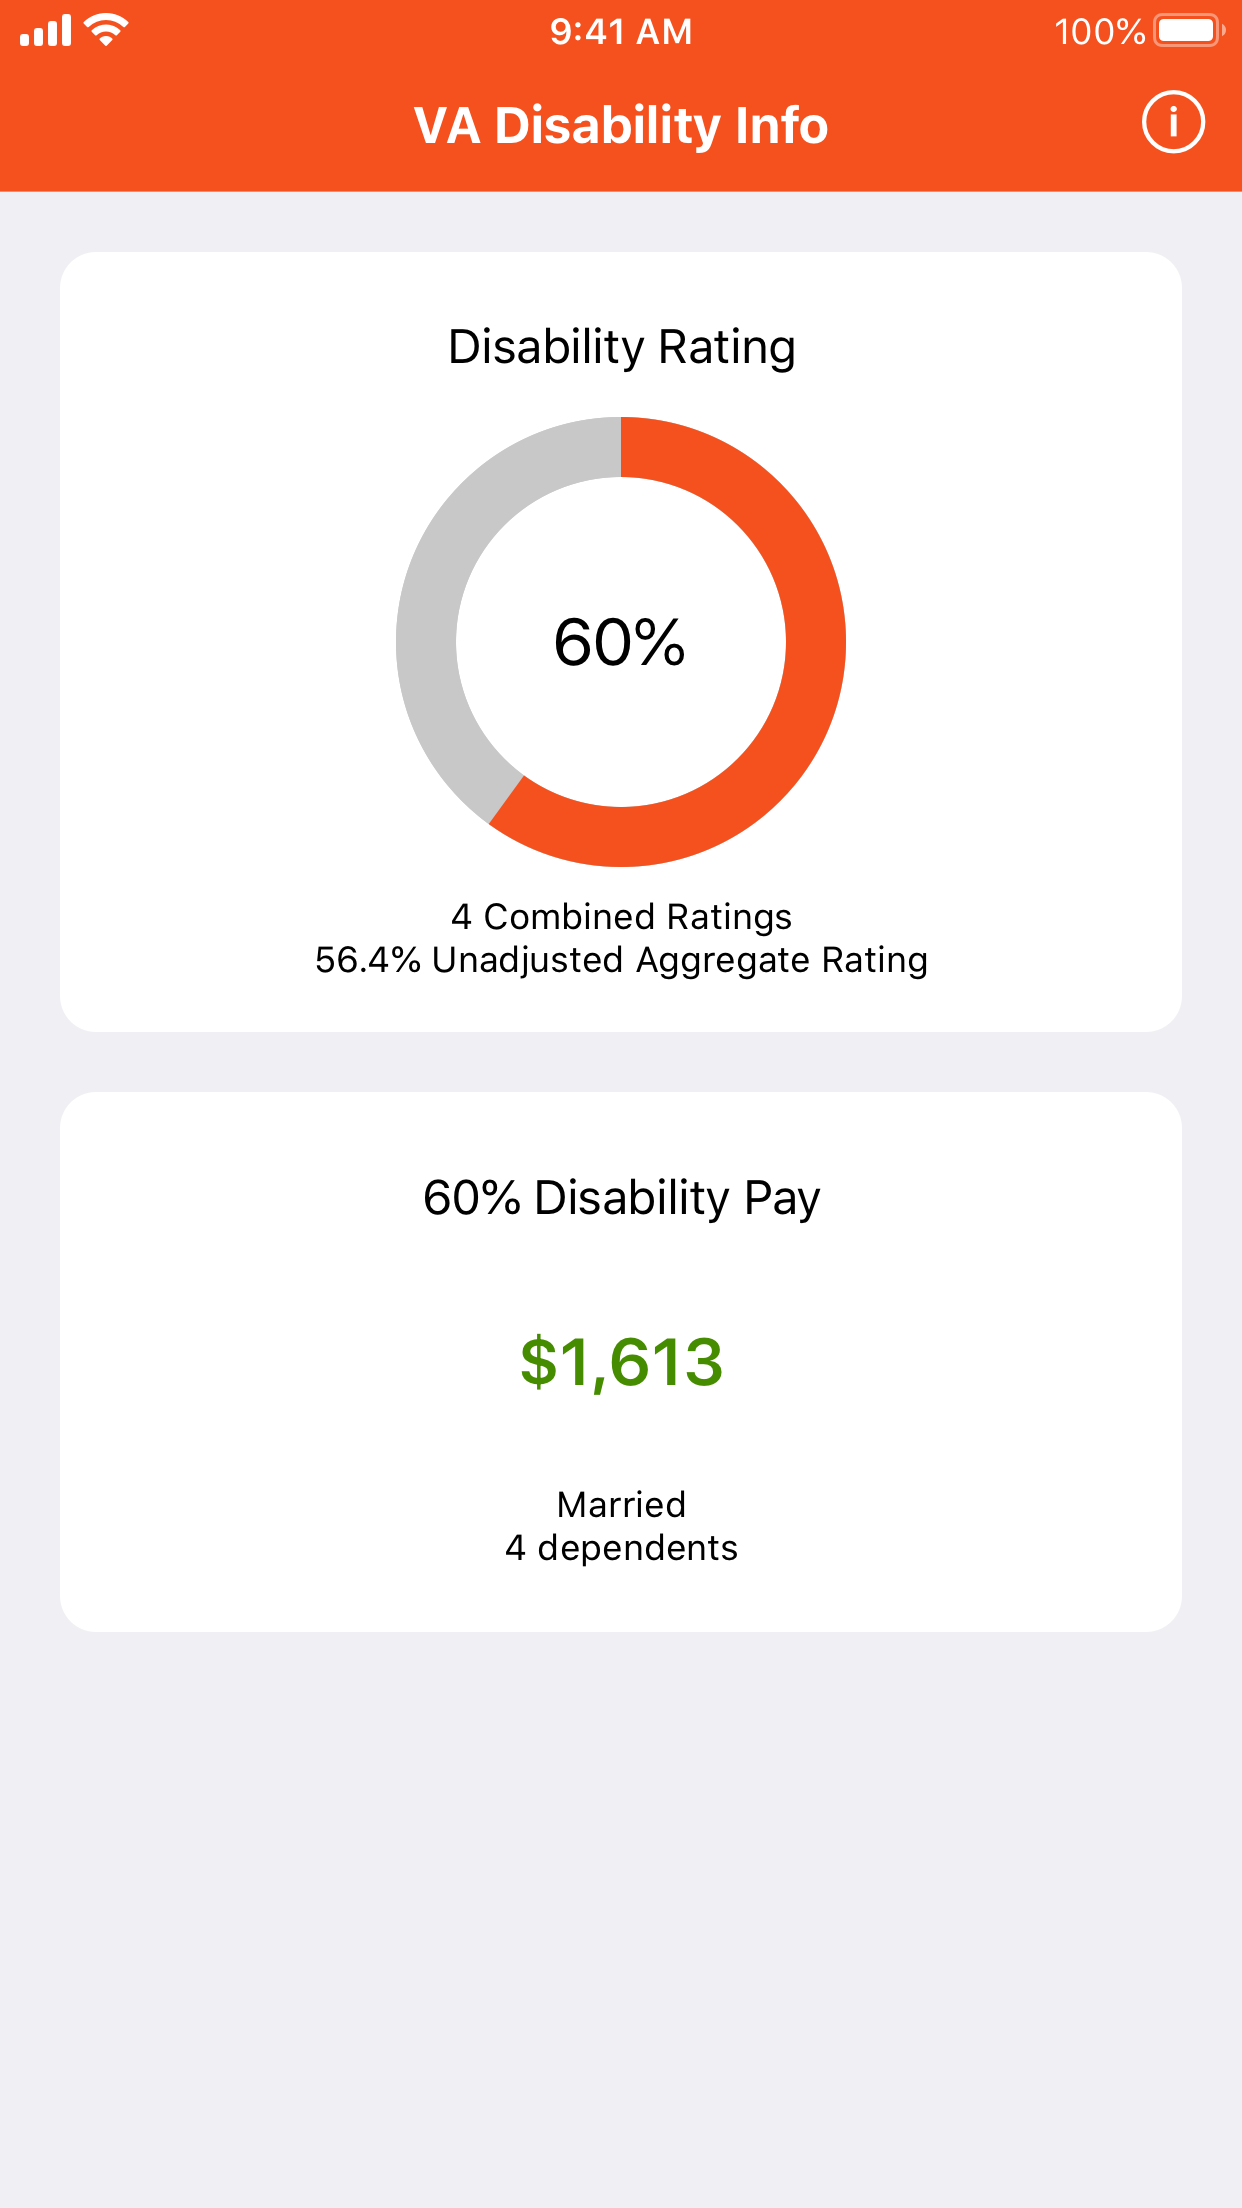 9:41 AM
100%
VA Disability Info
Disability Rating
60%
4 Combined Ratings
56.4% Unadjusted Aggregate Rating
60% Disability Pay
$1,613
Married
4 dependents